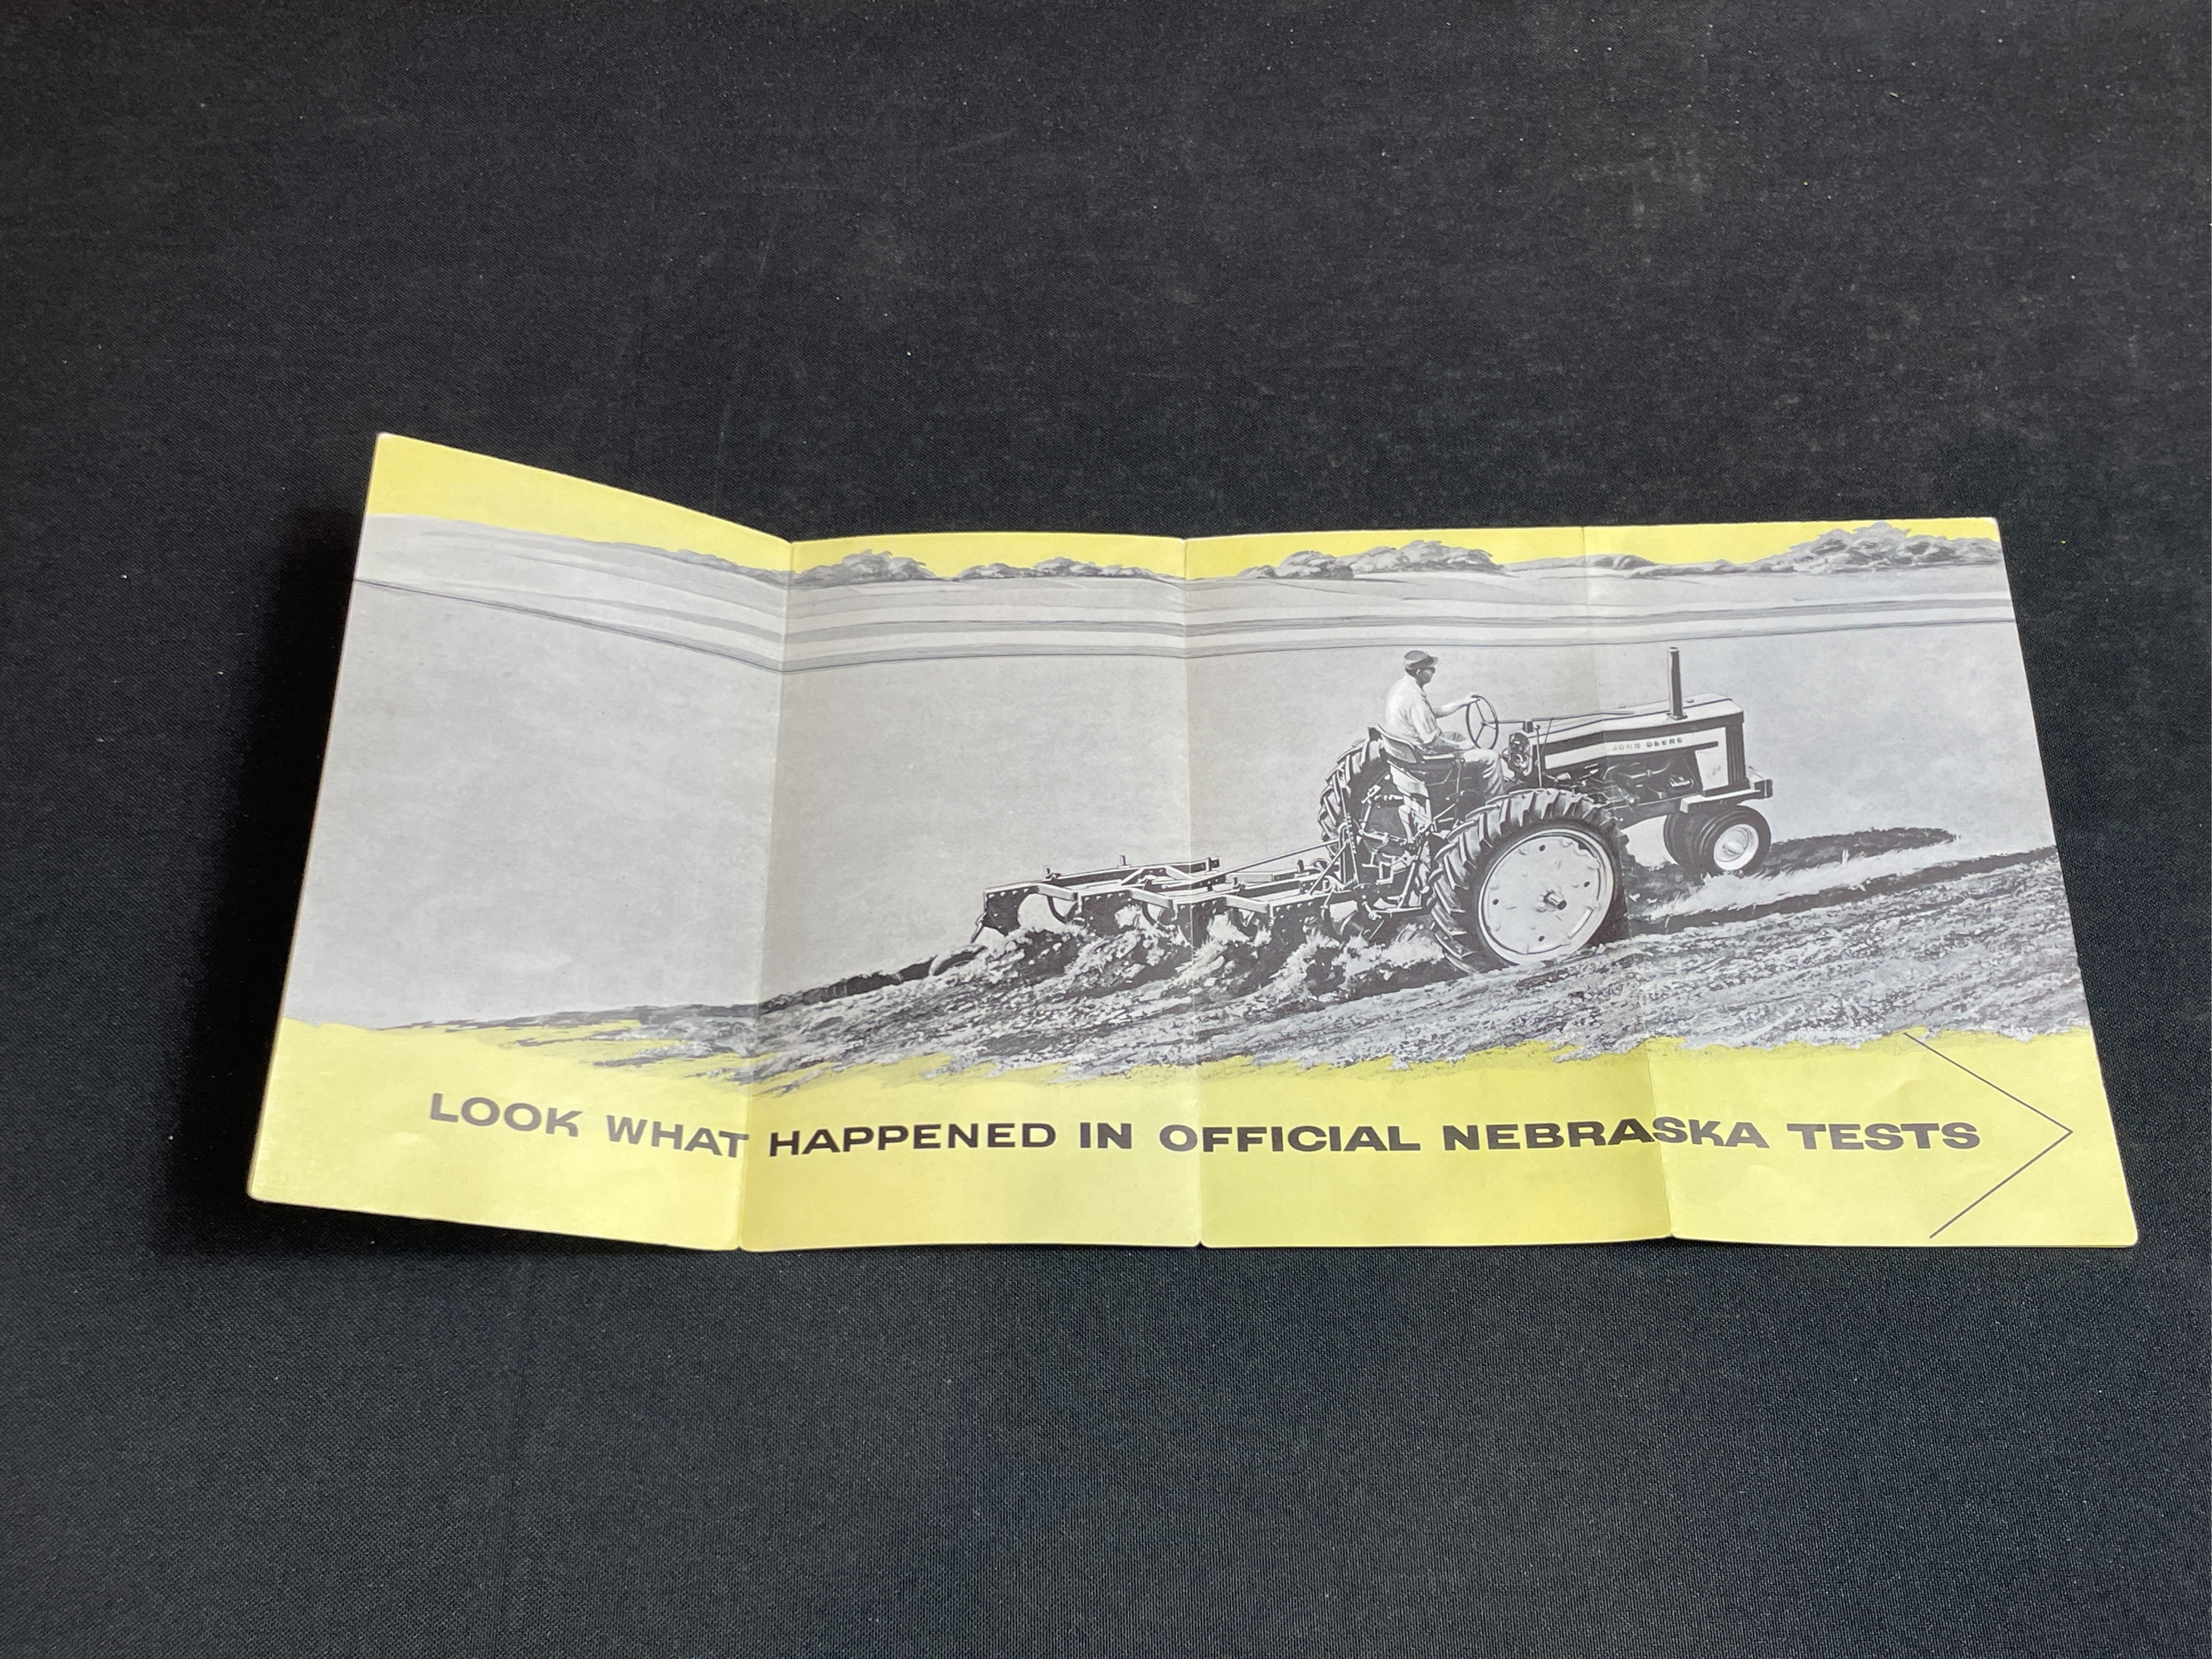 JOHN DEERE
LOOK WHAT HAPPENED IN OFFICIAL NEBRASKA TESTS